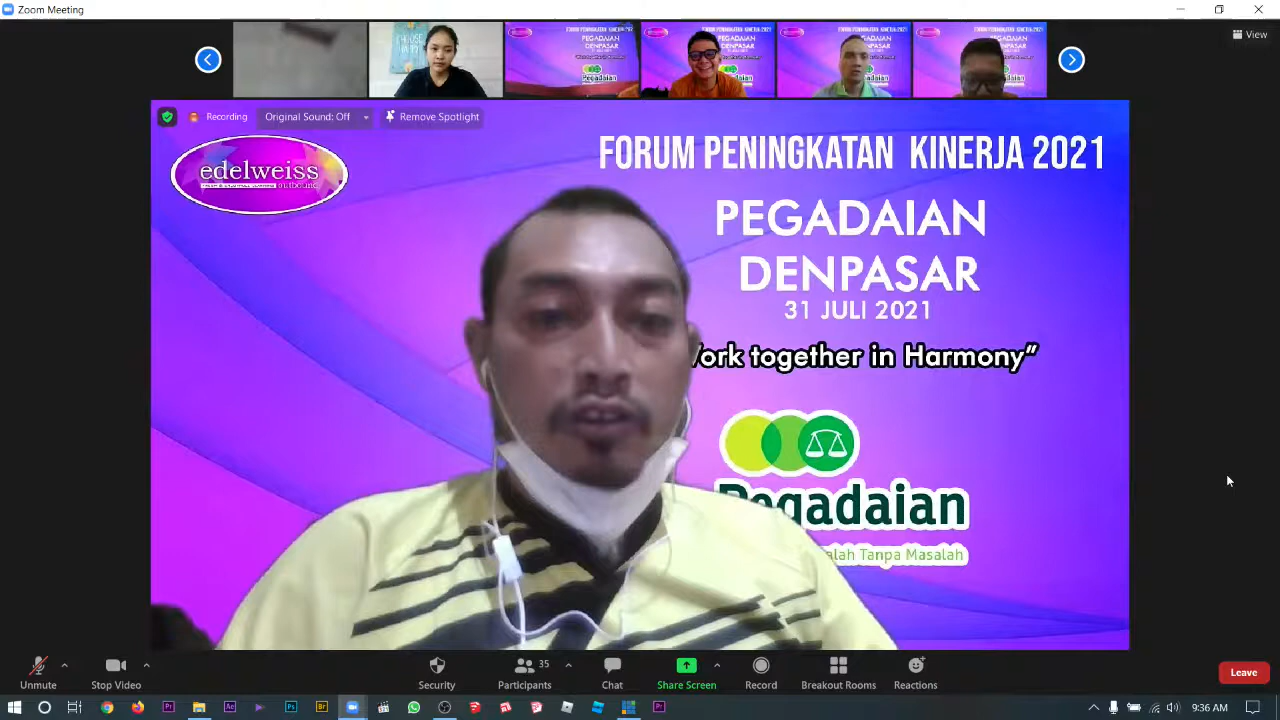 Zoom Meeting
View
Recording
Original Sound: Off
Remove Spotlight
edelweiss
FORUM PENINGKATAN KINERJA 2021
PEGADAIAN
DENPASAR
31 JULI 2021
ork together in Harmony”
Pegadaian
alah Tanpa Masalah
Unmute
Stop Video
Security
Participants
35
Chat
Share Screen
Record
Breakout Rooms
Reactions
Leave
9:36 AM